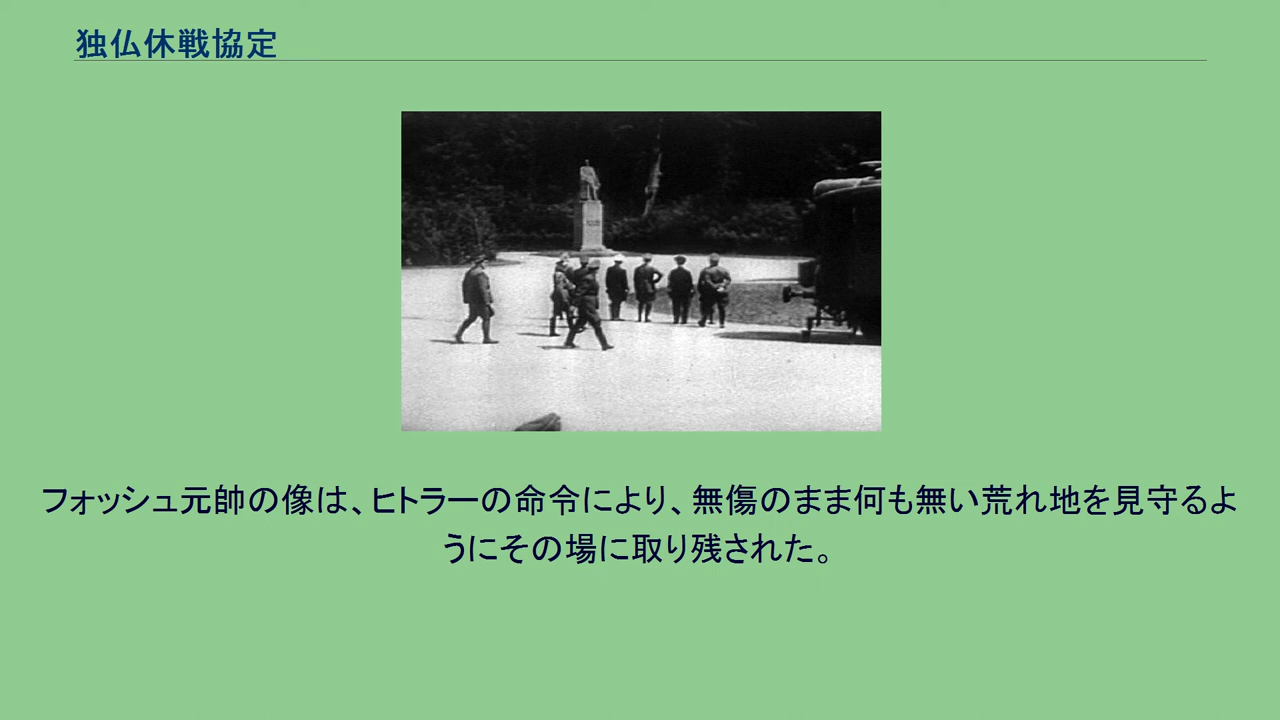 独仏休戦協定
フォッシュ元帥の像は、ヒトラーの命令により、無傷のまま何も無い荒れ地を見守るよ
うにその場に取り残された。